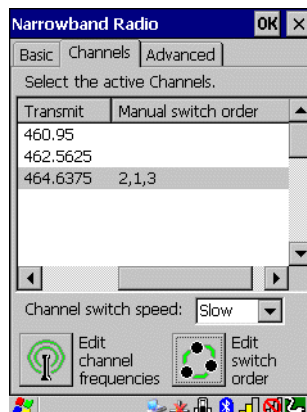 Narrowband Radio OK
Basic Channels Advanced
Select the active Channels.
Transmit Manual switch order
460.95
462.5625
464.6375 2,1,3
Channel switch speed: Slow
Edit channel frequencies
Edit switch order